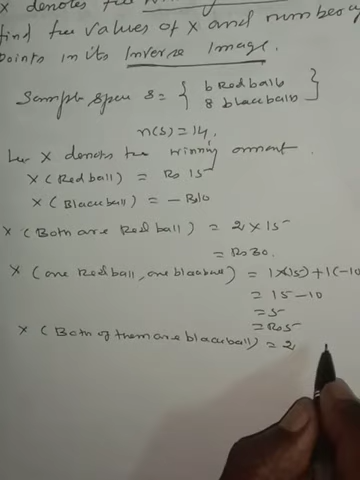 X denotes the
find the values of X and number of
points in its Inverse Image.
Sample space S = { 6 Red balls
8 black balls }
n(s) = 14.
Let X denotes the winning amount.
X (Red ball) = Rs 15
X (Black ball) = - Rs 10
X (Both are Red ball) = 2 X 15
= Rs 30.
X (one Red ball, one black ball) = 1 X (15) + 1 (-10
= 15 - 10
= 5
= Rs 5
X (Both of them are black ball) = 2